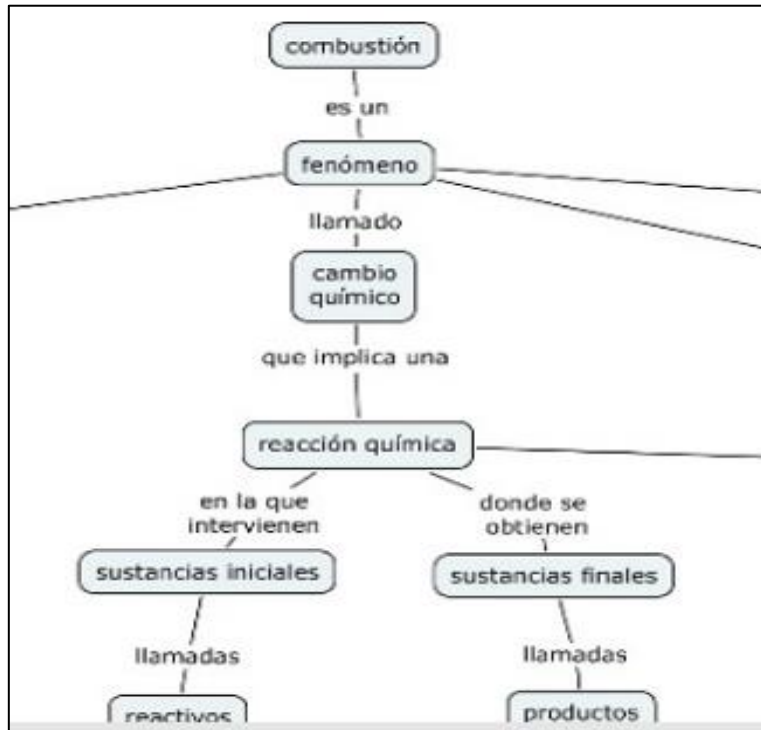 combustión
es un
fenómeno
llamado
cambio
químico
que implica una
reacción química
en la que
intervienen
donde se
obtienen
sustancias iniciales
sustancias finales
llamadas
llamadas
reactivos
productos